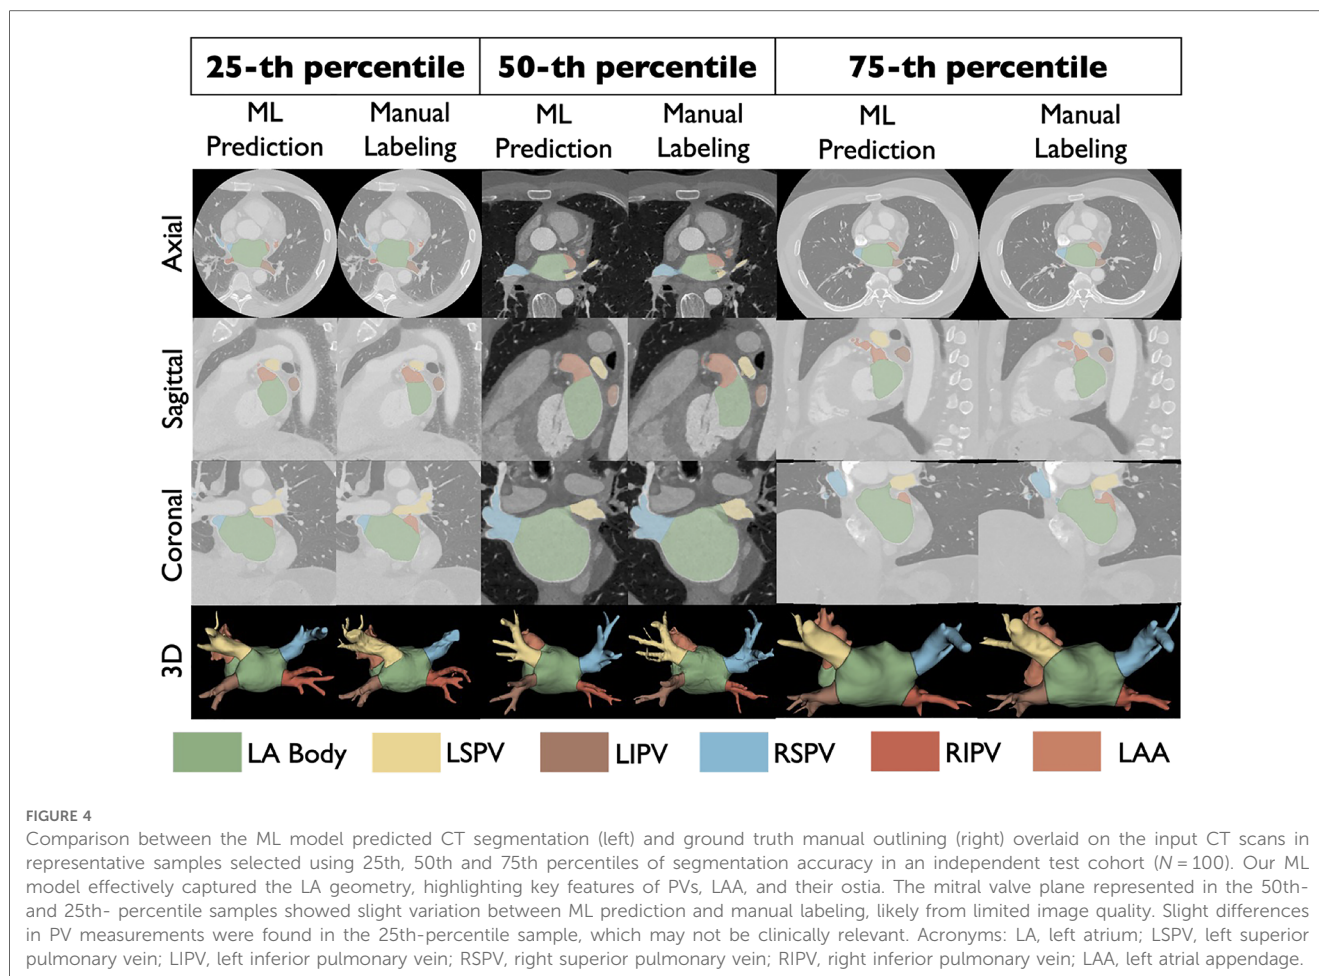 25-th percentile 50-th percentile 75-th percentile
ML Prediction Manual Labeling ML Prediction Manual Labeling ML Prediction Manual Labeling
Axial
Sagittal
Coronal
3D
LA Body LSPV LIPV RSPV RIPV LAA
FIGURE 4
Comparison between the ML model predicted CT segmentation (left) and ground truth manual outlining (right) overlaid on the input CT scans in
representative samples selected using 25th, 50th and 75th percentiles of segmentation accuracy in an independent test cohort (N = 100). Our ML
model effectively captured the LA geometry, highlighting key features of PVs, LAA, and their ostia. The mitral valve plane represented in the 50th-
and 25th- percentile samples showed slight variation between ML prediction and manual labeling, likely from limited image quality. Slight differences
in PV measurements were found in the 25th-percentile sample, which may not be clinically relevant. Acronyms: LA, left atrium; LSPV, left superior
pulmonary vein; LIPV, left inferior pulmonary vein; RSPV, right superior pulmonary vein; RIPV, right inferior pulmonary vein; LAA, left atrial appendage.